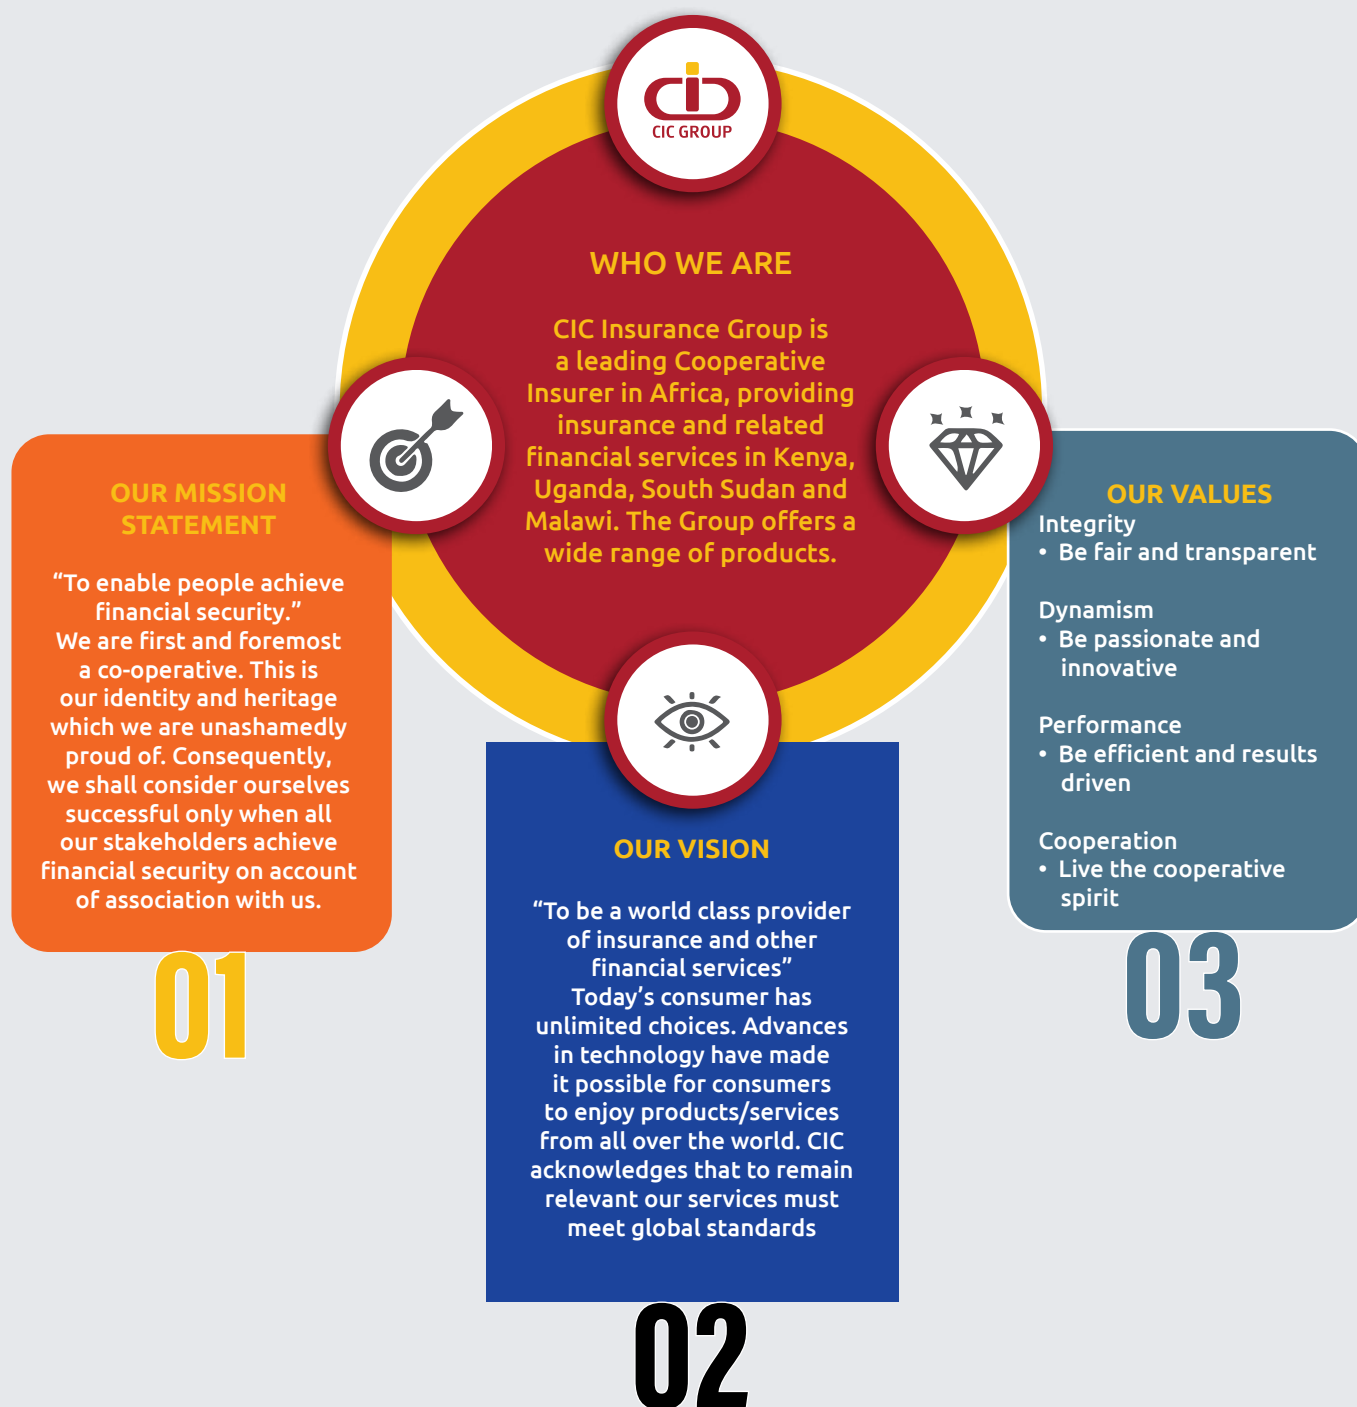 CIC GROUP
WHO WE ARE
CIC Insurance Group is
a leading Cooperative
Insurer in Africa, providing
insurance and related
financial services in Kenya,
Uganda, South Sudan and
Malawi. The Group offers a
wide range of products.
OUR MISSION
STATEMENT
“To enable people achieve
financial security.”
We are first and foremost
a co-operative. This is
our identity and heritage
which we are unashamedly
proud of. Consequently,
we shall consider ourselves
successful only when all
our stakeholders achieve
financial security on account
of association with us.
01
OUR VISION
“To be a world class provider
of insurance and other
financial services”
Today’s consumer has
unlimited choices. Advances
in technology have made
it possible for consumers
to enjoy products/services
from all over the world. CIC
acknowledges that to remain
relevant our services must
meet global standards
02
OUR VALUES
Integrity
• Be fair and transparent
Dynamism
• Be passionate and
innovative
Performance
• Be efficient and results
driven
Cooperation
• Live the cooperative
spirit
03